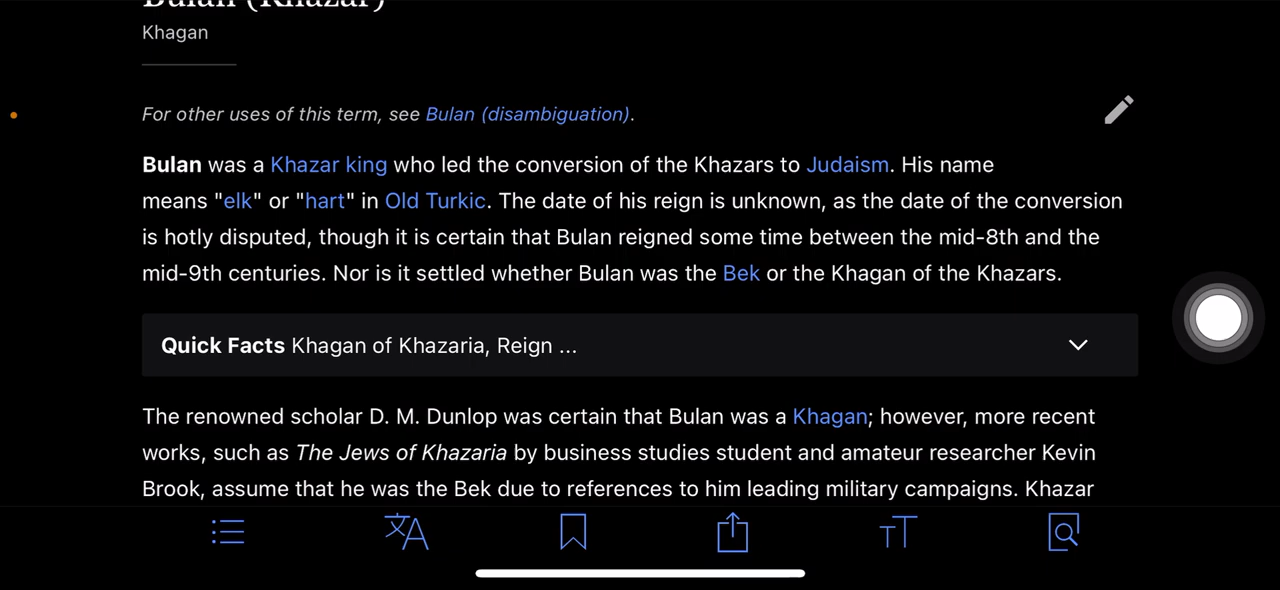 Bulan (Khazar)
Khagan
For other uses of this term, see Bulan (disambiguation).
Bulan was a Khazar king who led the conversion of the Khazars to Judaism. His name
means "elk" or "hart" in Old Turkic. The date of his reign is unknown, as the date of the conversion
is hotly disputed, though it is certain that Bulan reigned some time between the mid-8th and the
mid-9th centuries. Nor is it settled whether Bulan was the Bek or the Khagan of the Khazars.
Quick Facts Khagan of Khazaria, Reign ...
The renowned scholar D. M. Dunlop was certain that Bulan was a Khagan; however, more recent
works, such as The Jews of Khazaria by business studies student and amateur researcher Kevin
Brook, assume that he was the Bek due to references to him leading military campaigns. Khazar